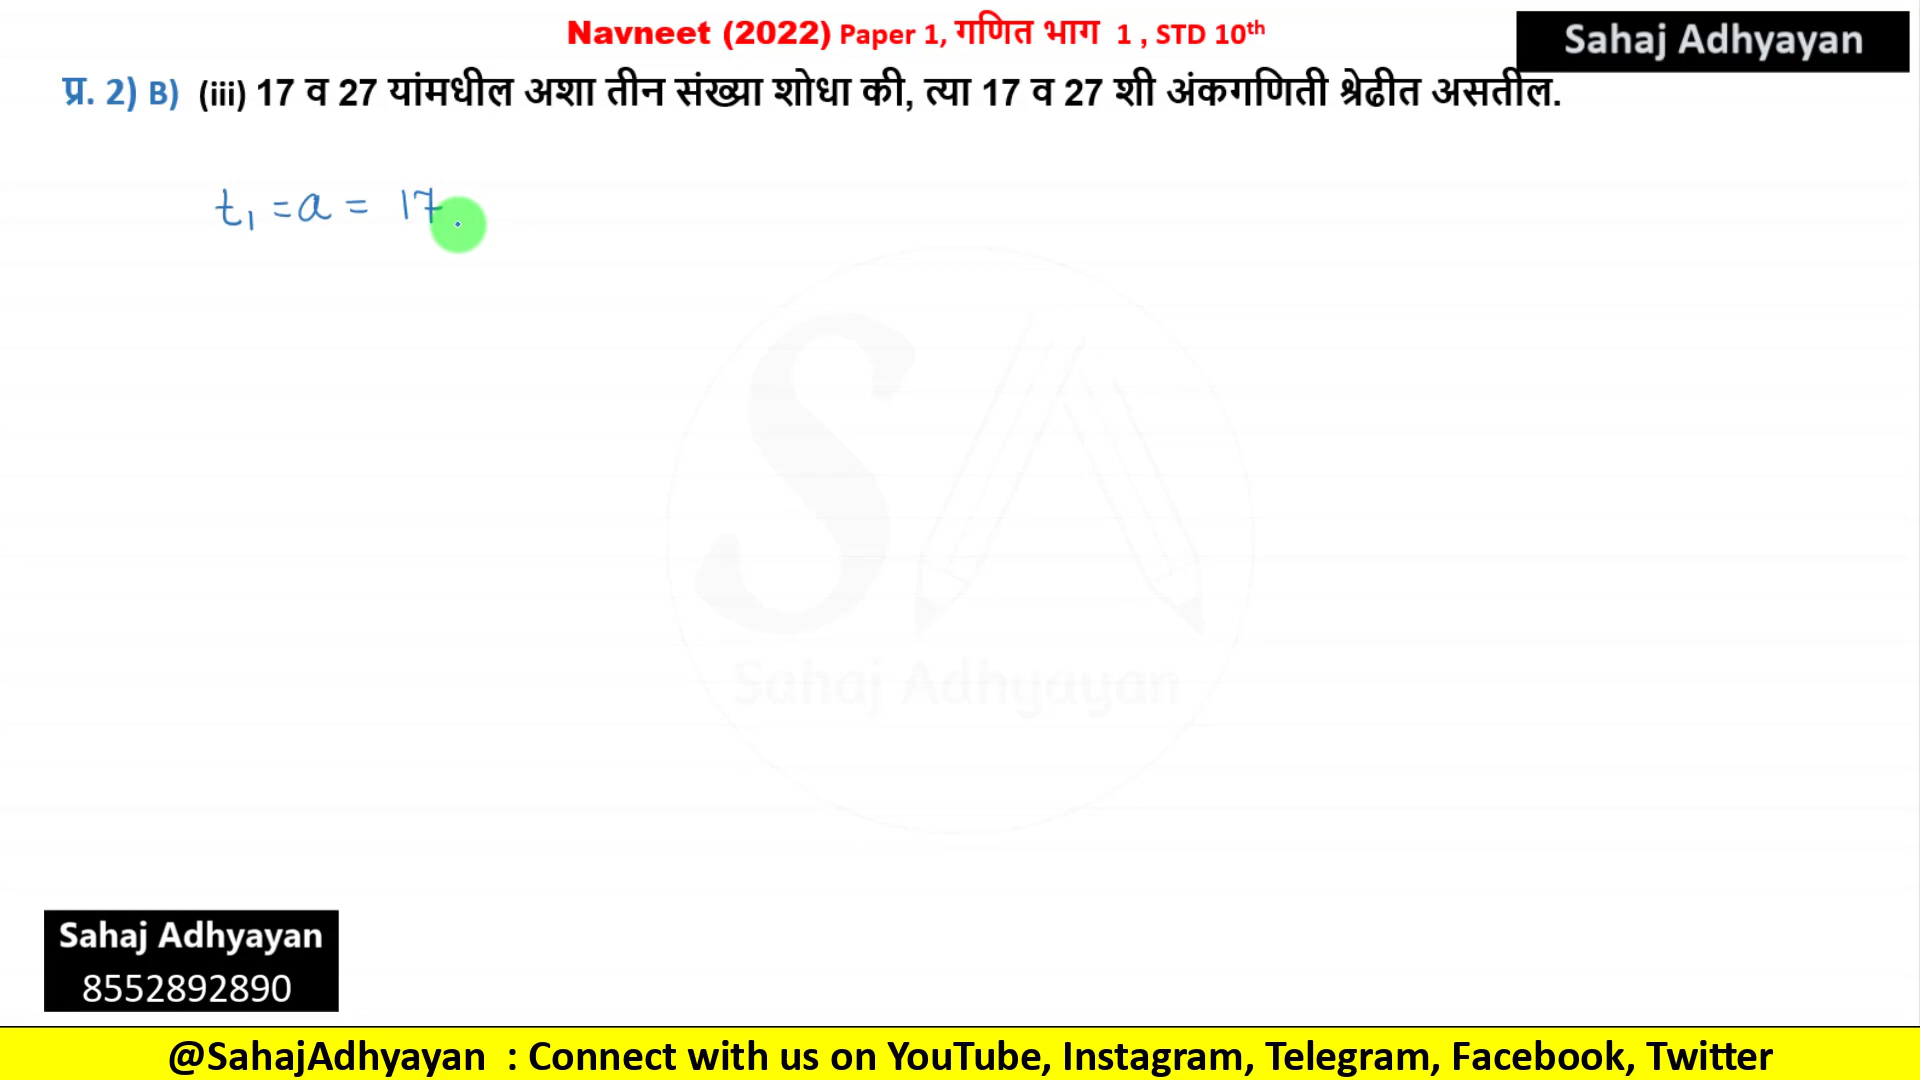 Navneet (2022) Paper 1, गणित भाग 1 , STD 10th
Sahaj Adhyayan
प्र. 2) B) (iii) 17 व 27 यांमधील अशा तीन संख्या शोधा की, त्या 17 व 27 शी अंकगणिती श्रेढीत असतील.
t₁ = a = 17
Sahaj Adhyayan
Sahaj Adhyayan
8552892890
@SahajAdhyayan : Connect with us on YouTube, Instagram, Telegram, Facebook, Twitter